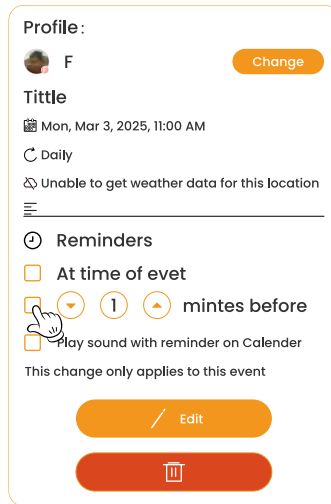 Profile:
F
Change
Tittle
Mon, Mar 3, 2025, 11:00 AM
Daily
Unable to get weather data for this location
Reminders
At time of evet
1 mintes before
Play sound with reminder on Calender
This change only applies to this event
Edit